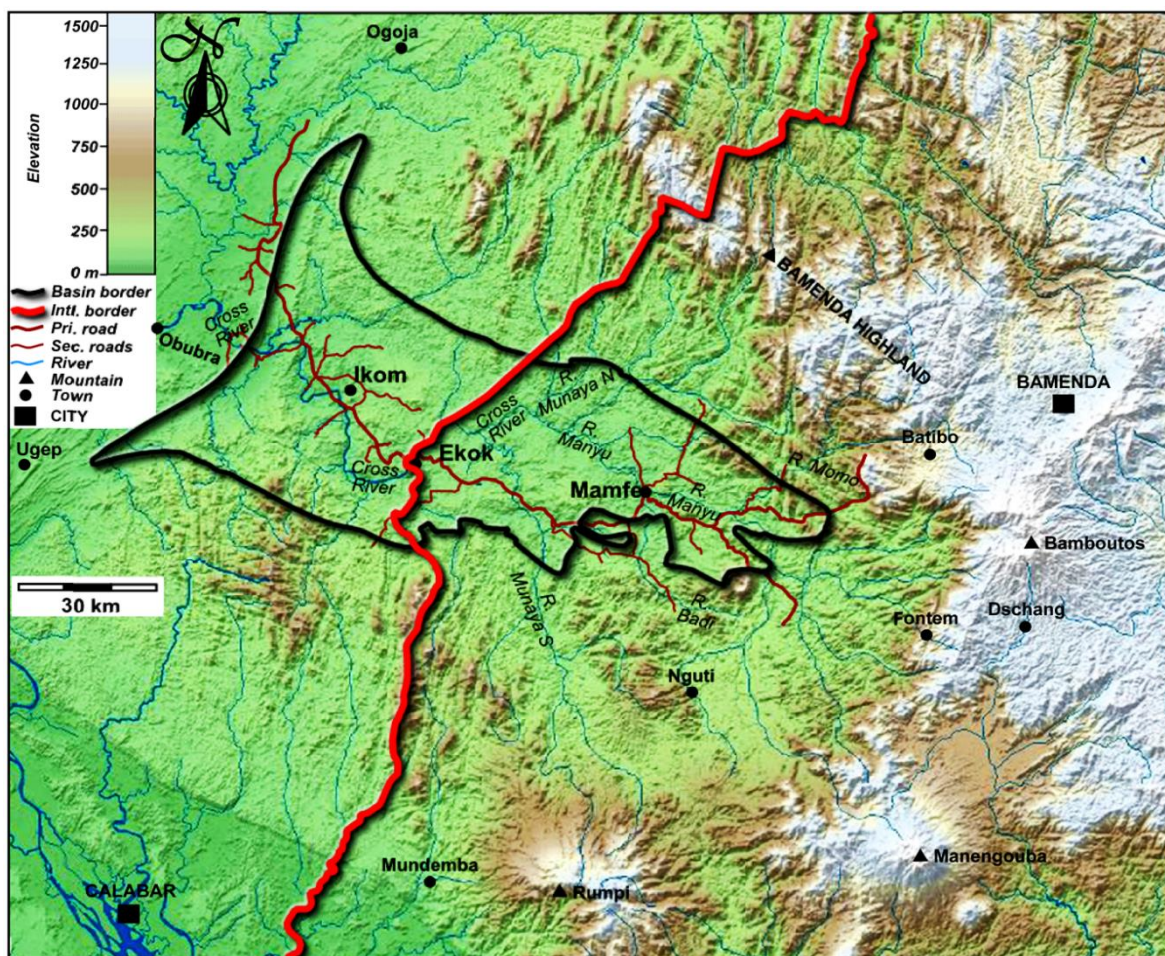 1500
1250
1000
750
500
250
0 m
Elevation
N
Basin border
Intl. border
Pri. road
Sec. roads
River
Mountain
Town
CITY
30 km
Ogoja
Cross
River
Obubra
Ikom
Ugep
Cross
River
Ekok
Cross
River
R.
Munaya N
R.
Manyu
Mamfe
R.
Manyu
R. Momo
Batibo
BAMENDA HIGHLAND
BAMENDA
Bamboutos
Dschang
Fontem
R.
Munaya S
R.
Badi
Nguti
Mundemba
Rumpi
Manengouba
CALABAR